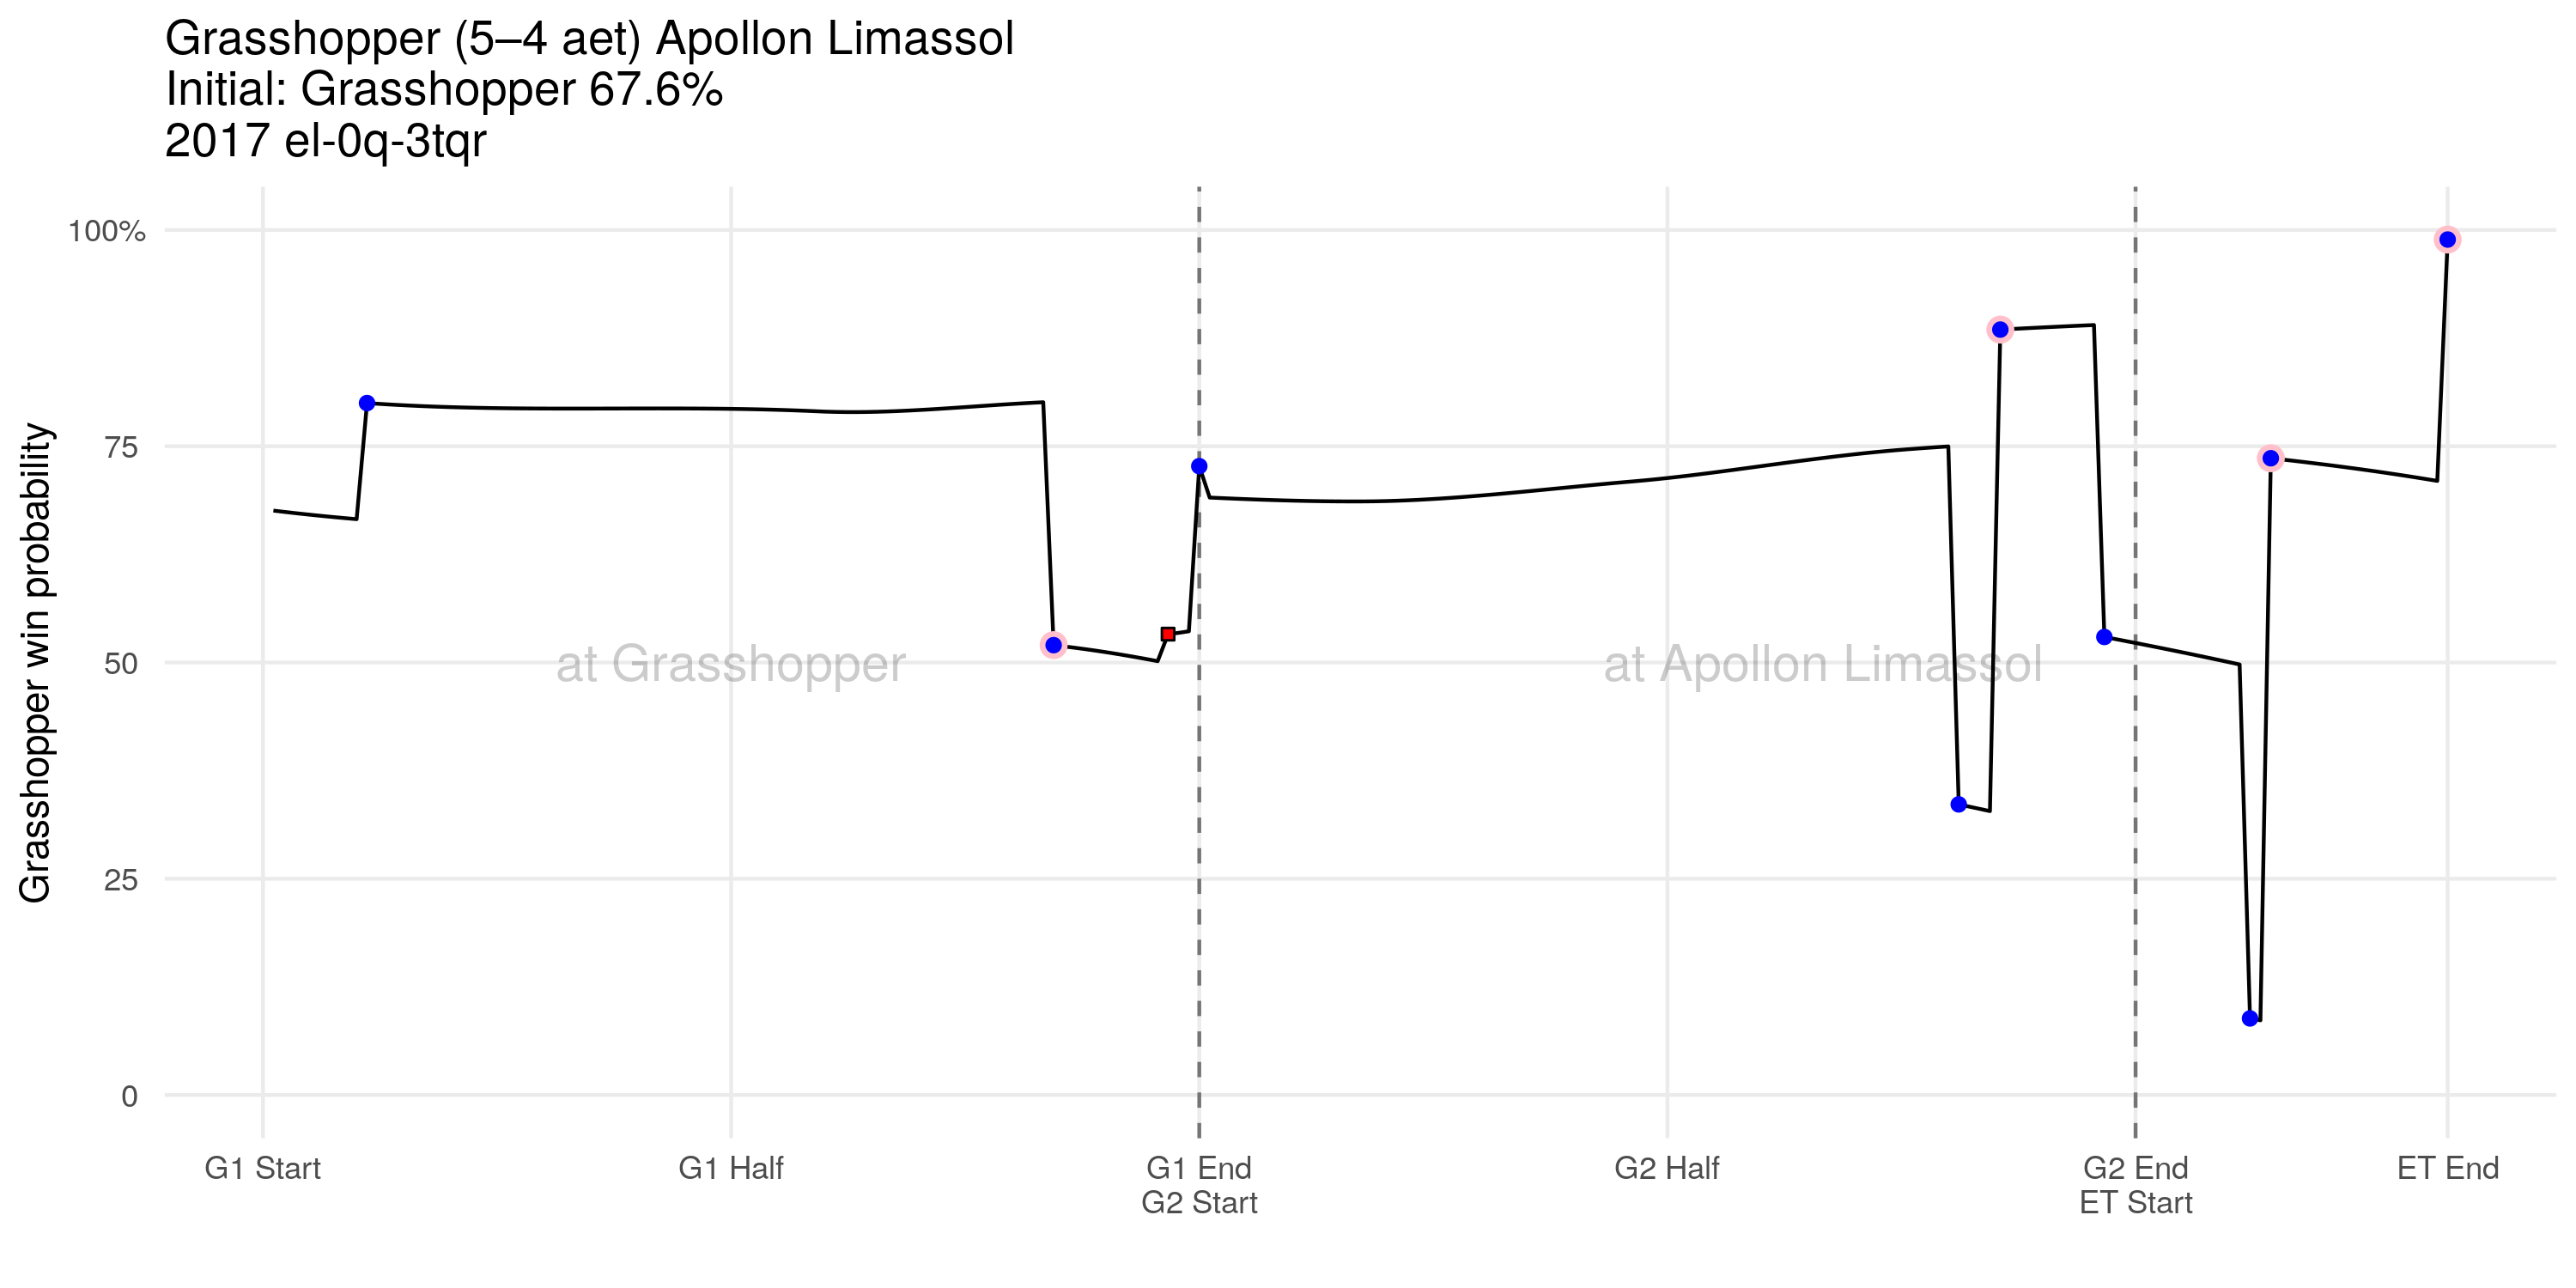 Grasshopper (5–4 aet) Apollon Limassol
Initial: Grasshopper 67.6%
2017 el-0q-3tqr
Grasshopper win probability
100%
75
50
25
0
at Grasshopper
at Apollon Limassol
G1 Start
G1 Half
G1 End
G2 Start
G2 Half
G2 End
ET Start
ET End